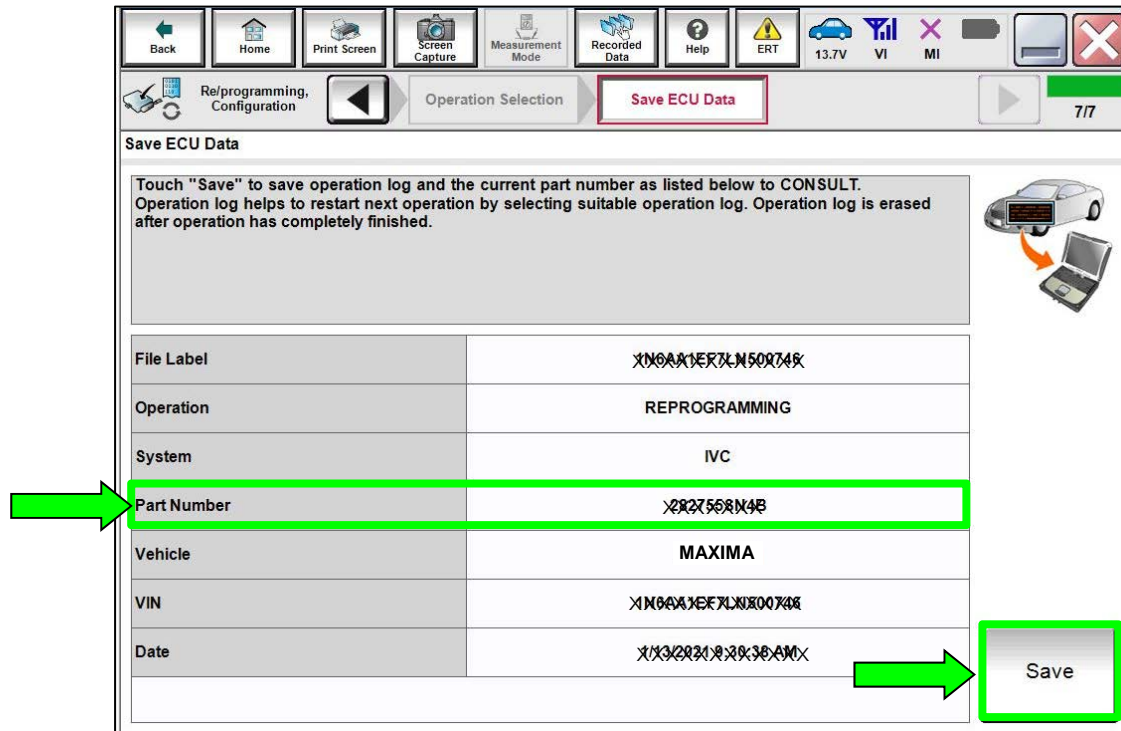 Back
Home
Print Screen
Screen
Capture
Measurement
Mode
Recorded
Data
Help
ERT
13.7V
VI
MI
Re/programming,
Configuration
Operation Selection
Save ECU Data
7/7
Save ECU Data
Touch "Save" to save operation log and the current part number as listed below to CONSULT.
Operation log helps to restart next operation by selecting suitable operation log. Operation log is erased
after operation has completely finished.
File Label
Operation
REPROGRAMMING
System
IVC
Part Number
Vehicle
MAXIMA
VIN
Date
Save